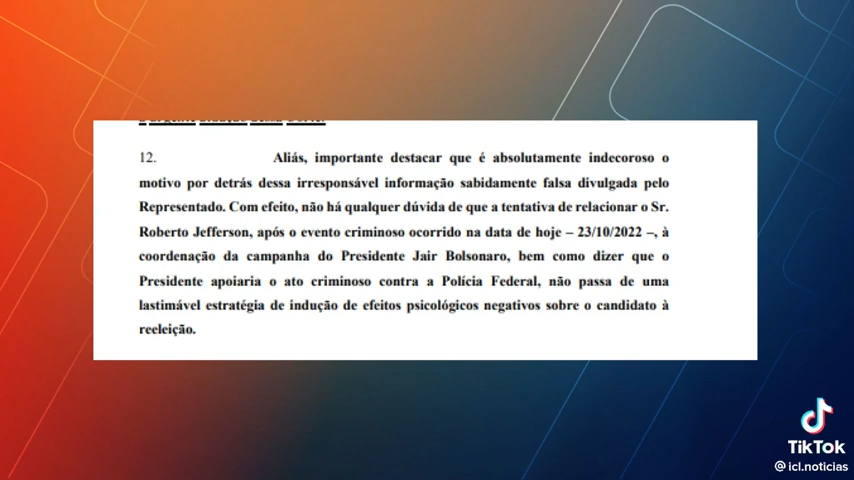 12. Aliás, importante destacar que é absolutamente indecoroso o
motivo por detrás dessa irresponsável informação sabidamente falsa divulgada pelo
Representado. Com efeito, não há qualquer dúvida de que a tentativa de relacionar o Sr.
Roberto Jefferson, após o evento criminoso ocorrido na data de hoje – 23/10/2022 –, à
coordenação da campanha do Presidente Jair Bolsonaro, bem como dizer que o
Presidente apoiaria o ato criminoso contra a Polícia Federal, não passa de uma
lastimável estratégia de indução de efeitos psicológicos negativos sobre o candidato à
reeleição.
TikTok
@icl.noticias